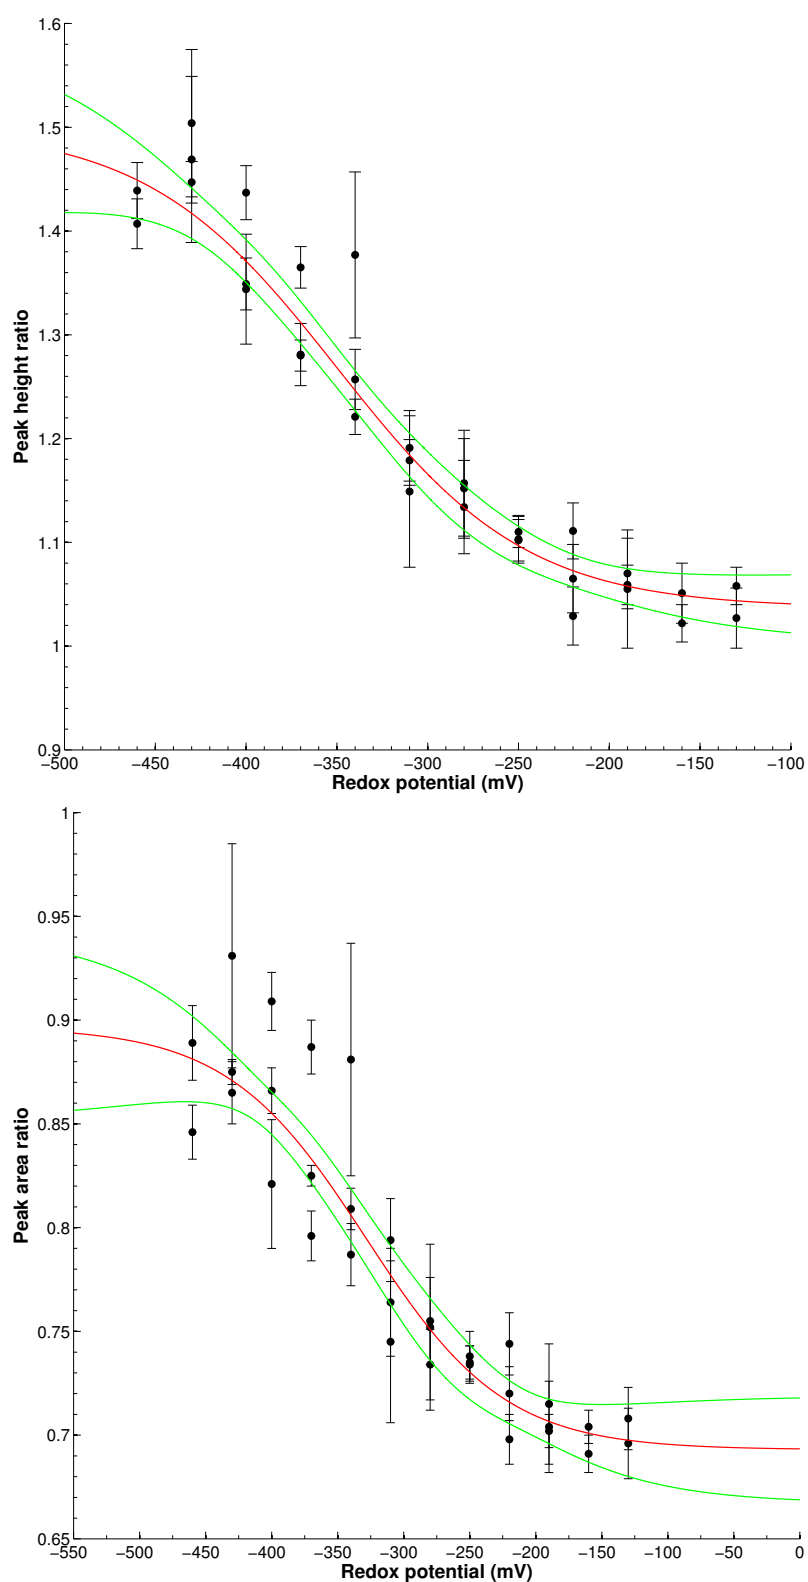 1.6
1.5
1.4
1.3
1.2
1.1
1
0.9
−500 −450 −400 −350 −300 −250 −200 −150 −100
Peak height ratio
Redox potential (mV)
1
0.95
0.9
0.85
0.8
0.75
0.7
0.65
−550 −500 −450 −400 −350 −300 −250 −200 −150 −100 −50 0
Peak area ratio
Redox potential (mV)